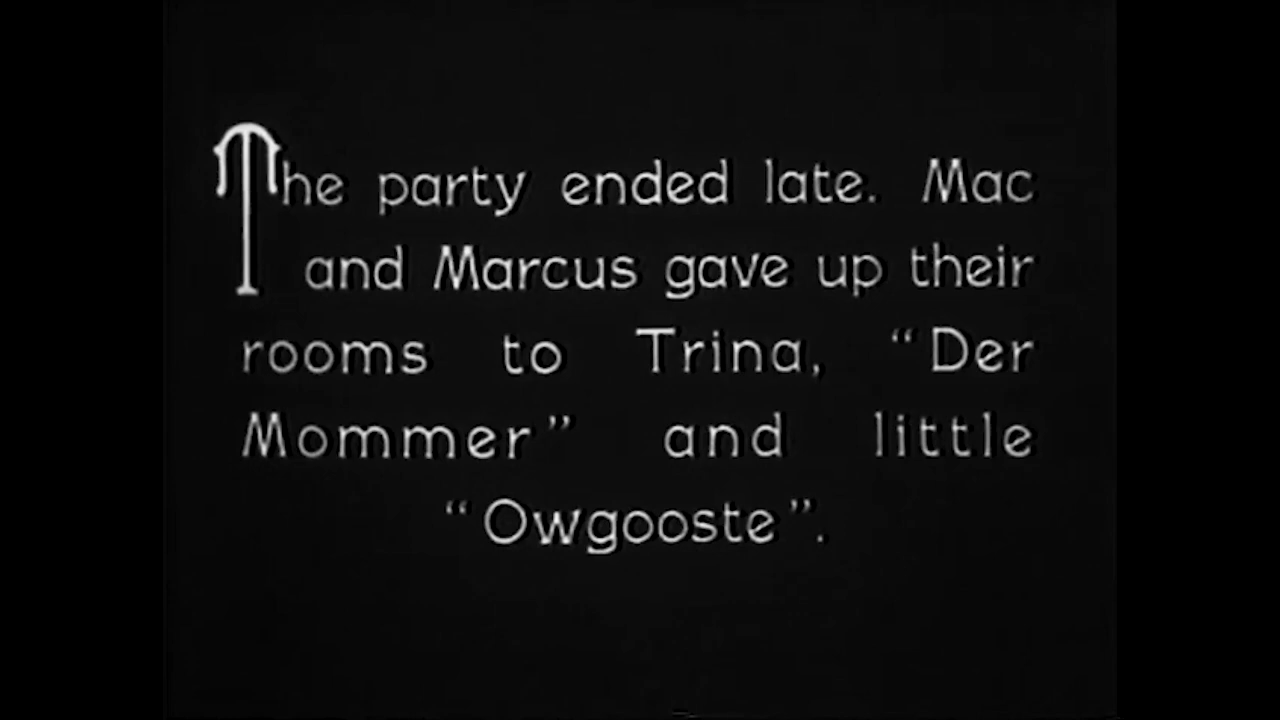 The party ended late. Mac
and Marcus gave up their
rooms to Trina, “Der
Mommer” and little
“Owgooste”.